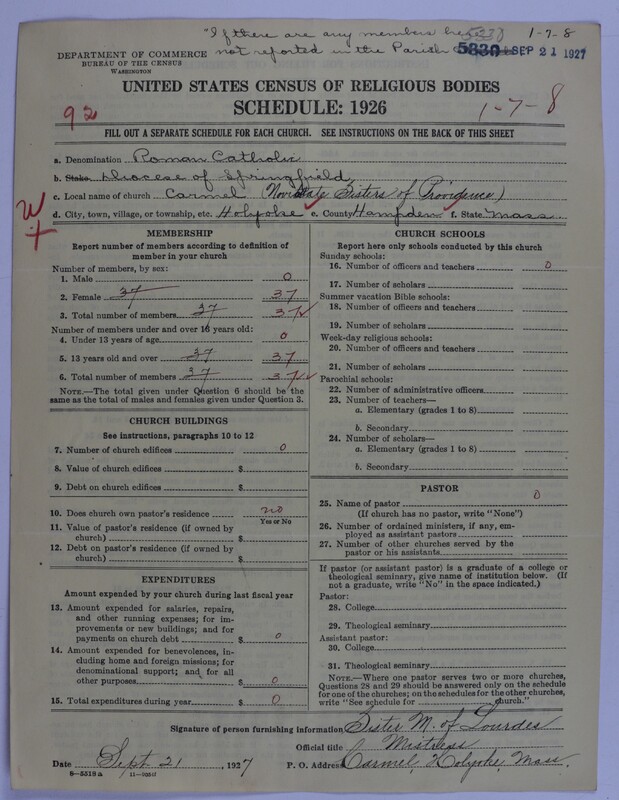 "If there are any members here 5330 1-7-8
DEPARTMENT OF COMMERCE not reported in the Parish 5330 SEP 21 1927
BUREAU OF THE CENSUS
WASHINGTON
UNITED STATES CENSUS OF RELIGIOUS BODIES
SCHEDULE: 1926
92 1-7-8
FILL OUT A SEPARATE SCHEDULE FOR EACH CHURCH. SEE INSTRUCTIONS ON THE BACK OF THIS SHEET
a. Denomination Roman Catholic
b. State Diocese of Springfield
c. Local name of church Carmel (Novitiate Sisters of Providence)
d. City, town, village, or township, etc. Holyoke e. County Hampden f. State Mass.
MEMBERSHIP
Report number of members according to definition of
member in your church
Number of members, by sex:
1. Male 0
2. Female 37 37
3. Total number of members 37 37
Number of members under and over 13 years old:
4. Under 13 years of age 0
5. 13 years old and over 37 37
6. Total number of members 37 37
NOTE.—The total given under Question 6 should be the
same as the total of males and females given under Question 3.
CHURCH BUILDINGS
See instructions, paragraphs 10 to 12
7. Number of church edifices 0
8. Value of church edifices $
9. Debt on church edifices $
10. Does church own pastor's residence no
Yes or No
11. Value of pastor's residence (if owned by
church) $
12. Debt on pastor's residence (if owned by
church) $
EXPENDITURES
Amount expended by your church during last fiscal year
13. Amount expended for salaries, repairs,
and other running expenses; for im-
provements or new buildings; and for
payments on church debt $ 0
14. Amount expended for benevolences, in-
cluding home and foreign missions; for
denominational support; and for all
other purposes $ 0
15. Total expenditures during year $ 0
CHURCH SCHOOLS
Report here only schools conducted by this church
Sunday schools:
16. Number of officers and teachers 0
17. Number of scholars
Summer vacation Bible schools:
18. Number of officers and teachers
19. Number of scholars
Week-day religious schools:
20. Number of officers and teachers
21. Number of scholars
Parochial schools:
22. Number of administrative officers
23. Number of teachers—
a. Elementary (grades 1 to 8)
b. Secondary
24. Number of scholars—
a. Elementary (grades 1 to 8)
b. Secondary
PASTOR
25. Name of pastor 0
(If church has no pastor, write "None")
26. Number of ordained ministers, if any, em-
ployed as assistant pastors
27. Number of other churches served by the
pastor or his assistants
If pastor (or assistant pastor) is a graduate of a college or
theological seminary, give name of institution below. (If
not a graduate, write "No" in the space indicated.)
Pastor:
28. College
29. Theological seminary
Assistant pastor:
30. College
31. Theological seminary
NOTE.—Where one pastor serves two or more churches,
Questions 28 and 29 should be answered only on the schedule
for one of the churches; on the schedules for the other churches,
write "See schedule for church."
Signature of person furnishing information Sister M. of Lourdes
Official title Mistress
Date Sept. 21, 1927 P. O. Address Carmel, Holyoke, Mass.
8-5519a